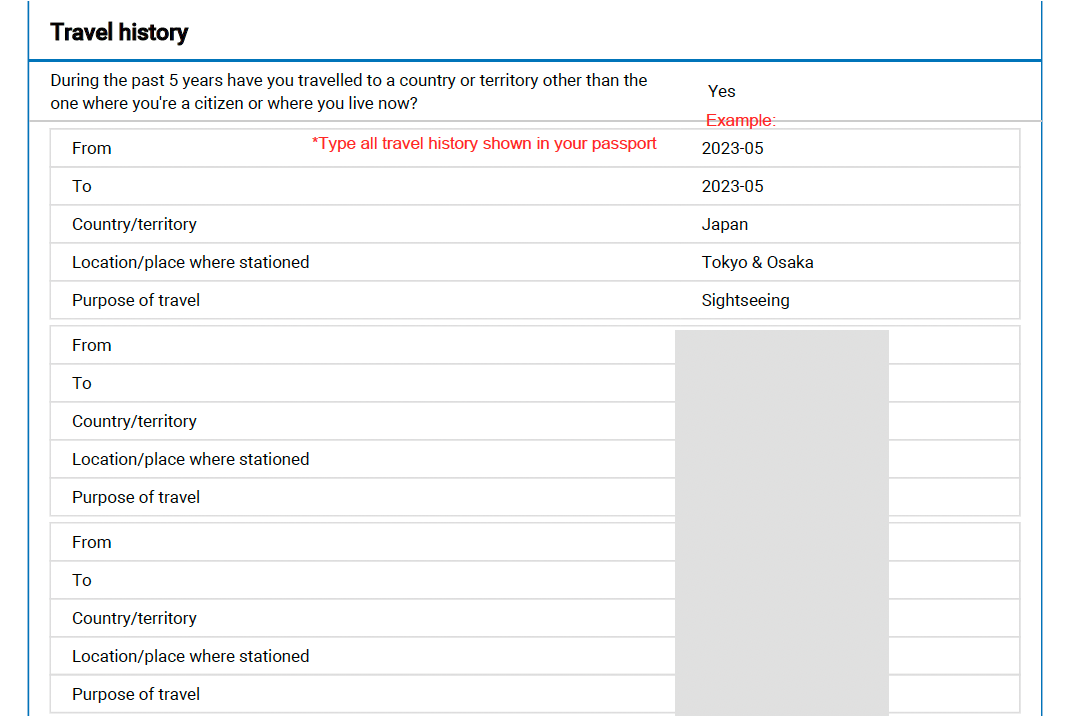 Travel history
During the past 5 years have you travelled to a country or territory other than the
one where you're a citizen or where you live now?
Yes
Example:
*Type all travel history shown in your passport
From 2023-05
To 2023-05
Country/territory Japan
Location/place where stationed Tokyo & Osaka
Purpose of travel Sightseeing
From
To
Country/territory
Location/place where stationed
Purpose of travel
From
To
Country/territory
Location/place where stationed
Purpose of travel